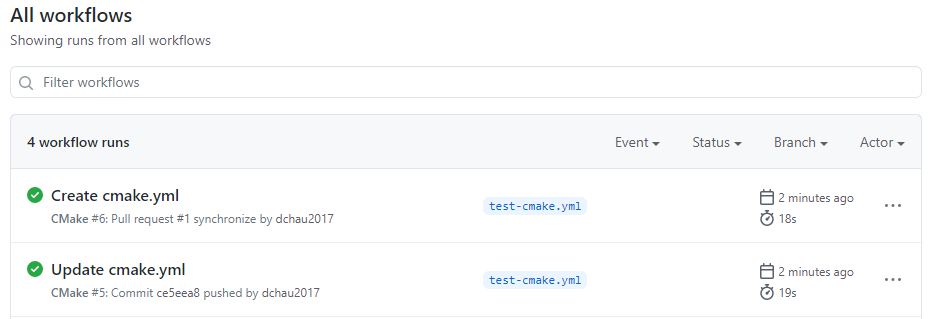 All workflows
Showing runs from all workflows
Filter workflows
4 workflow runs Event Status Branch Actor
Create cmake.yml test-cmake.yml 2 minutes ago
CMake #6: Pull request #1 synchronize by dchau2017 18s
Update cmake.yml test-cmake.yml 2 minutes ago
CMake #5: Commit ce5eea8 pushed by dchau2017 19s